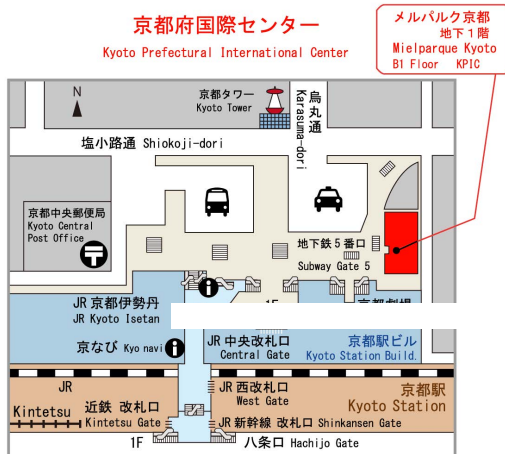 京都府国際センター
Kyoto Prefectural International Center
メルパルク京都
地下１階
Mielparque Kyoto
B1 Floor KPIC
N
京都タワー
Kyoto Tower
烏丸通
Karasuma-dori
塩小路通 Shiokoji-dori
京都中央郵便局
Kyoto Central
Post Office
地下鉄５番口
Subway Gate 5
JR 京都伊勢丹
JR Kyoto Isetan
京なび Kyo navi
JR 中央改札口
Central Gate
京都駅ビル
Kyoto Station Build.
JR
JR 西改札口
West Gate
京都駅
Kyoto Station
Kintetsu
近鉄 改札口
Kintetsu Gate
JR 新幹線 改札口 Shinkansen Gate
1F
八条口 Hachijo Gate